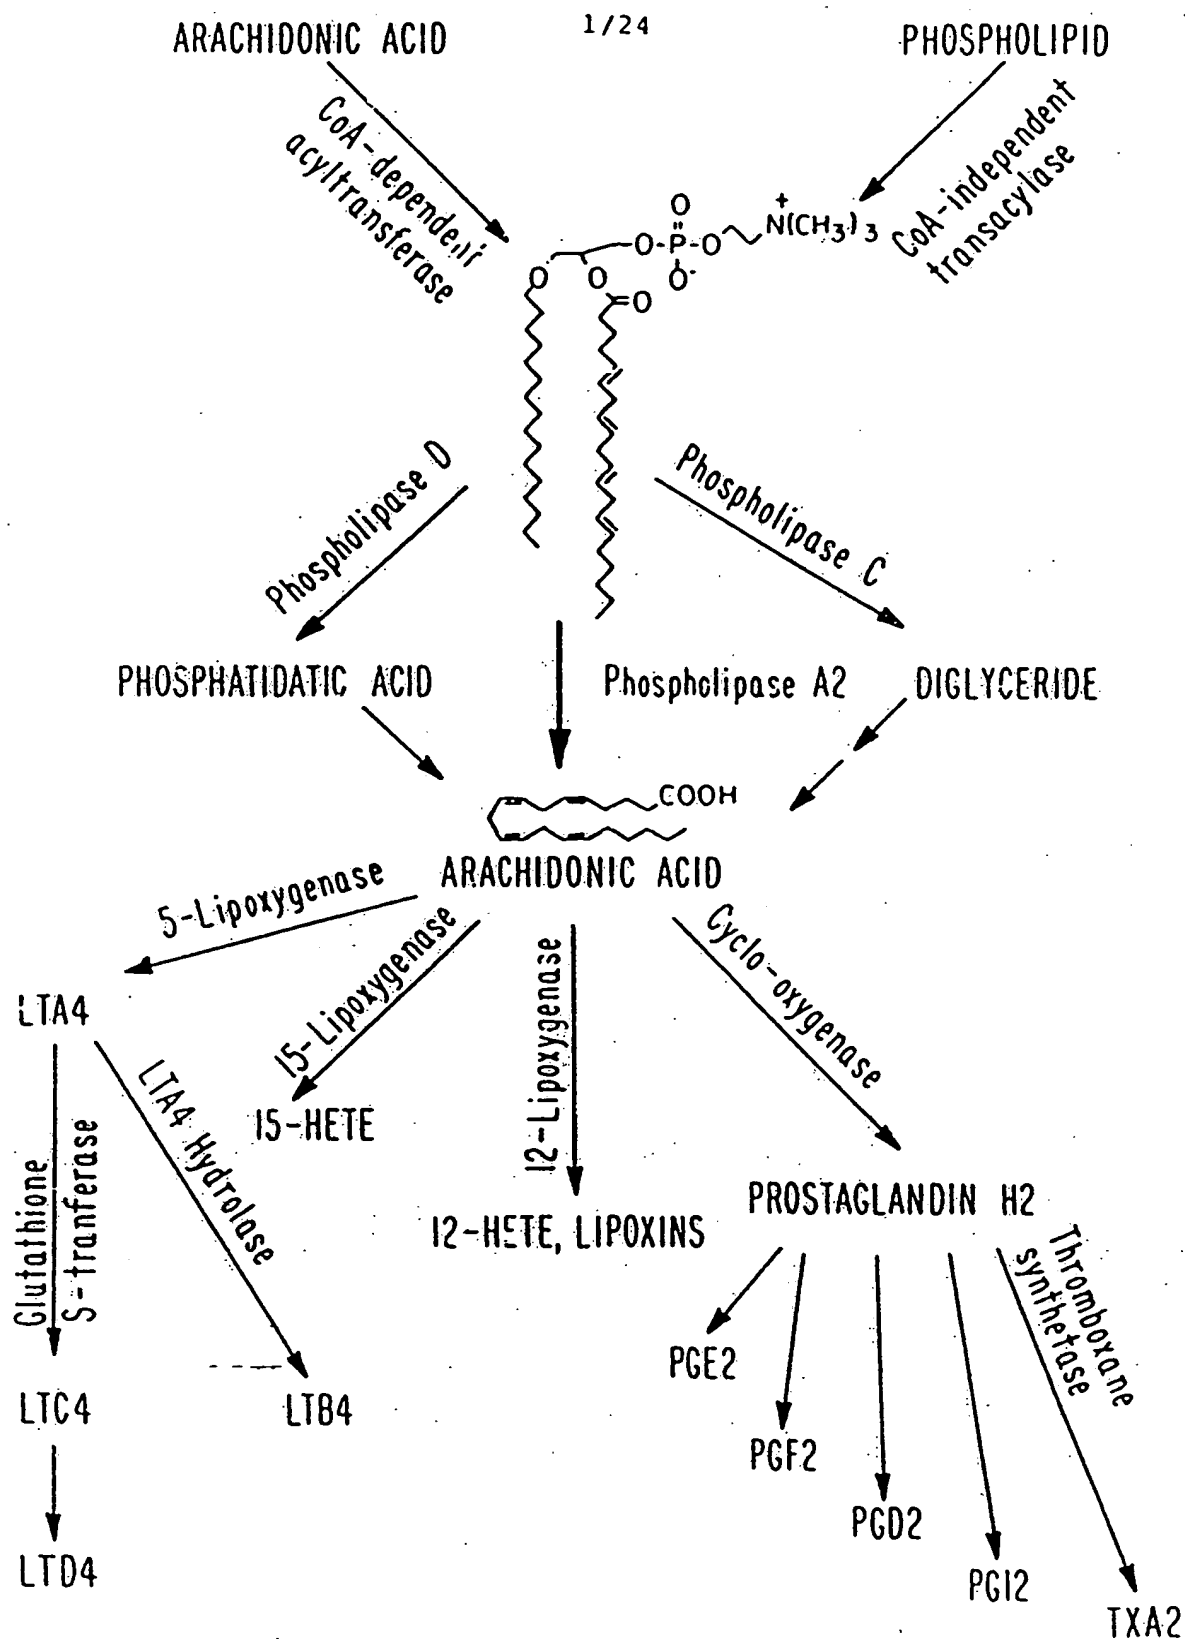 1/24
ARACHIDONIC ACID
PHOSPHOLIPID
CoA-dependent
acyltransferase
CoA-independent
transacylase
O
O-P-O
+
N(CH3)3
O-
O
O
=O
Phospholipase D
Phospholipase C
PHOSPHATIDATIC ACID
Phospholipase A2
DIGLYCERIDE
COOH
ARACHIDONIC ACID
5-Lipoxygenase
15-Lipoxygenase
12-Lipoxygenase
Cyclo-oxygenase
LTA4
LTA4 Hydrolase
15-HETE
Glutathione
S-tranferase
12-HETE, LIPOXINS
PROSTAGLANDIN H2
Thromboxane
synthetase
PGE2
LTC4
LTB4
PGF2
PGD2
LTD4
PGI2
TXA2